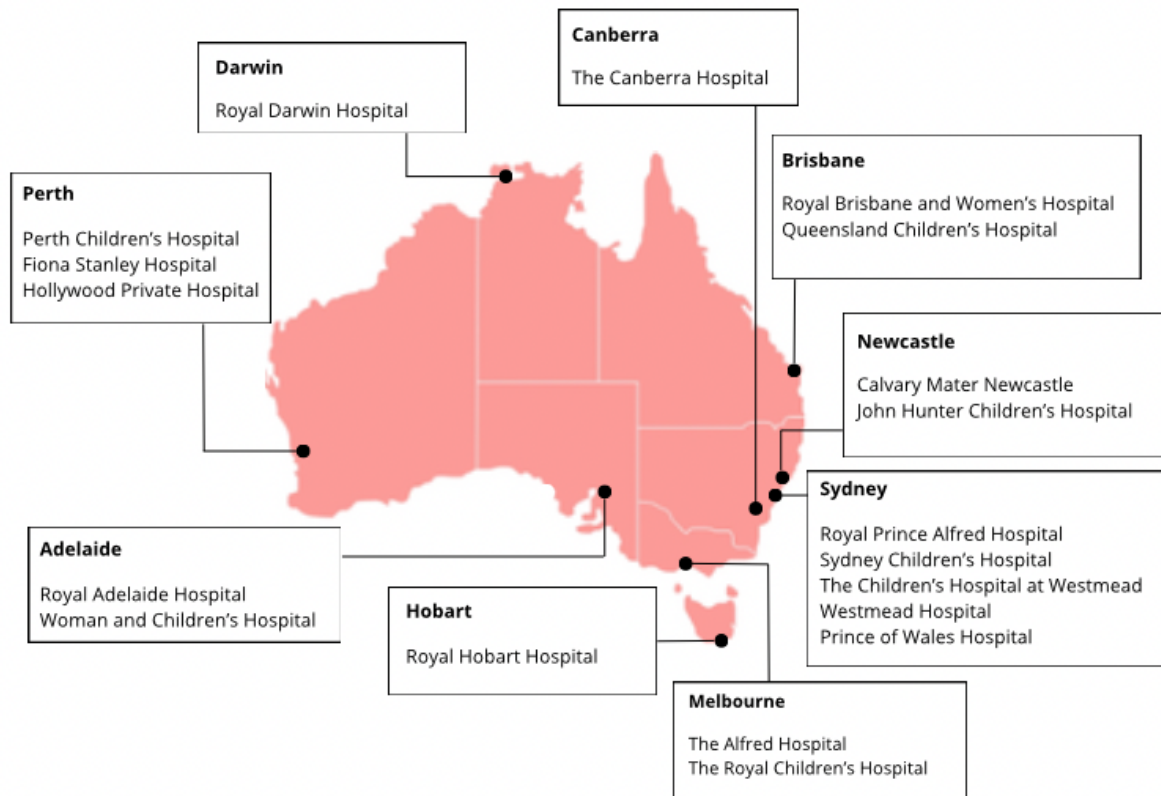 Canberra
The Canberra Hospital
Darwin
Royal Darwin Hospital
Brisbane
Royal Brisbane and Women's Hospital
Queensland Children's Hospital
Perth
Perth Children's Hospital
Fiona Stanley Hospital
Hollywood Private Hospital
Newcastle
Calvary Mater Newcastle
John Hunter Children's Hospital
Sydney
Royal Prince Alfred Hospital
Sydney Children's Hospital
The Children's Hospital at Westmead
Westmead Hospital
Prince of Wales Hospital
Adelaide
Royal Adelaide Hospital
Woman and Children's Hospital
Hobart
Royal Hobart Hospital
Melbourne
The Alfred Hospital
The Royal Children's Hospital